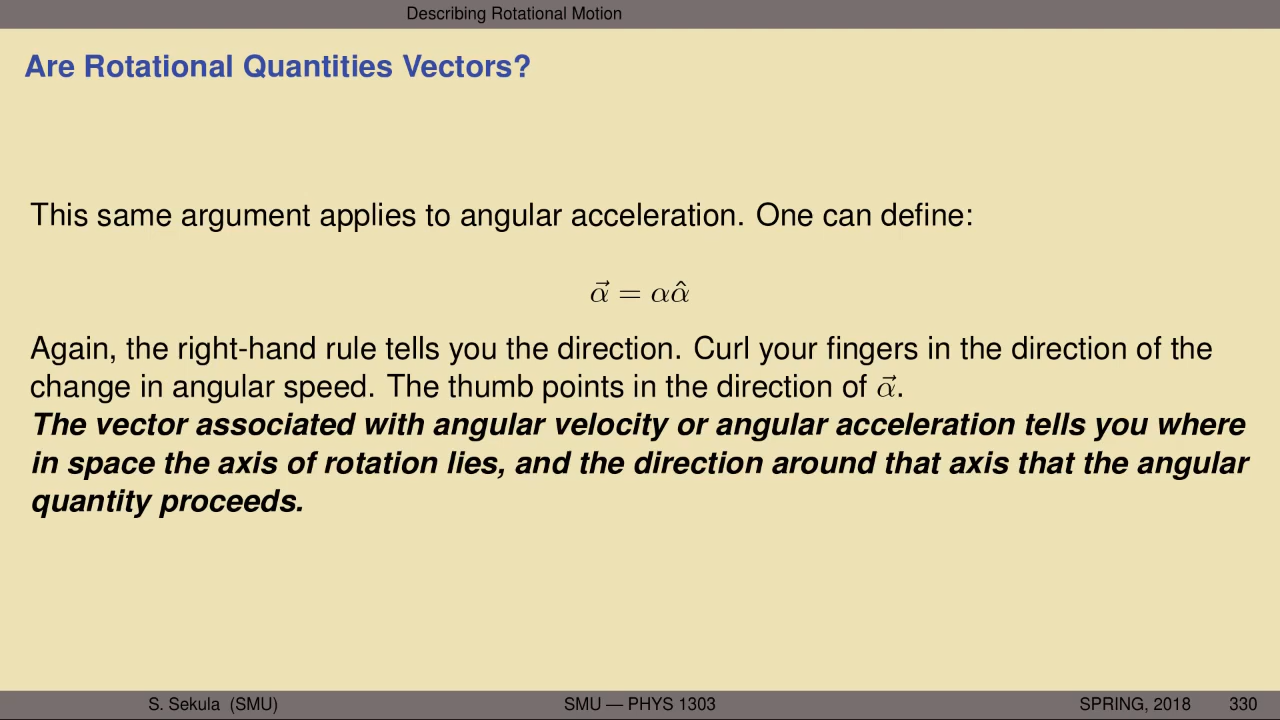 Describing Rotational Motion
Are Rotational Quantities Vectors?
This same argument applies to angular acceleration. One can define:
α⃗ = αα̂
Again, the right-hand rule tells you the direction. Curl your fingers in the direction of the
change in angular speed. The thumb points in the direction of α⃗.
The vector associated with angular velocity or angular acceleration tells you where
in space the axis of rotation lies, and the direction around that axis that the angular
quantity proceeds.
S. Sekula (SMU) SMU — PHYS 1303 SPRING, 2018 330